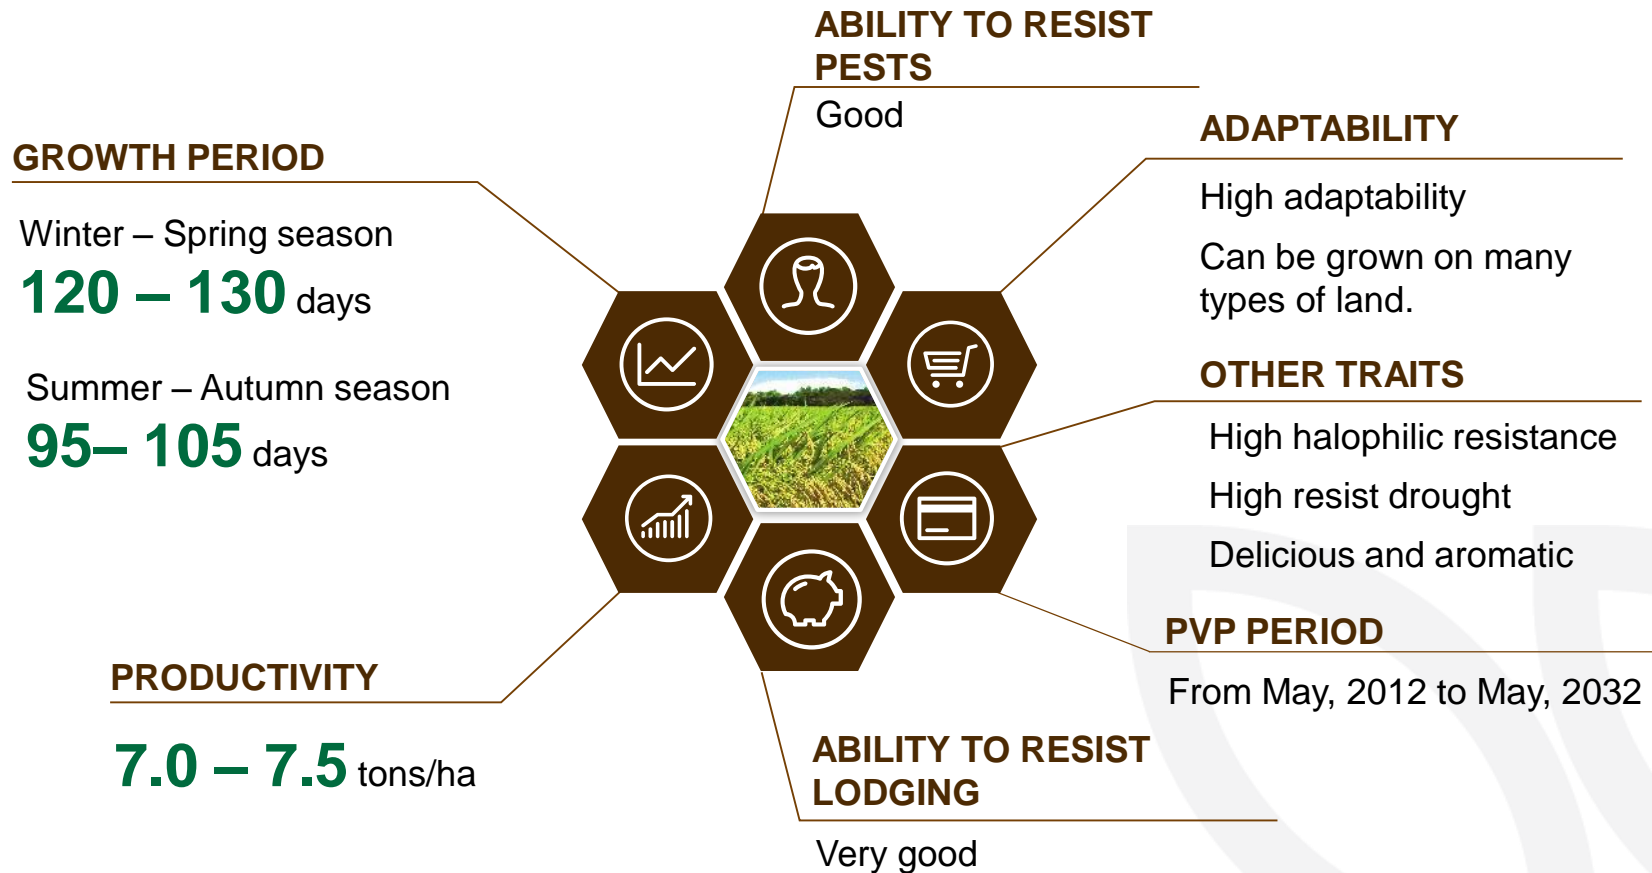 ABILITY TO RESIST
PESTS
Good
GROWTH PERIOD
Winter – Spring season
120 – 130 days
Summer – Autumn season
95– 105 days
ADAPTABILITY
High adaptability
Can be grown on many
types of land.
OTHER TRAITS
High halophilic resistance
High resist drought
Delicious and aromatic
PVP PERIOD
From May, 2012 to May, 2032
PRODUCTIVITY
7.0 – 7.5 tons/ha
ABILITY TO RESIST
LODGING
Very good